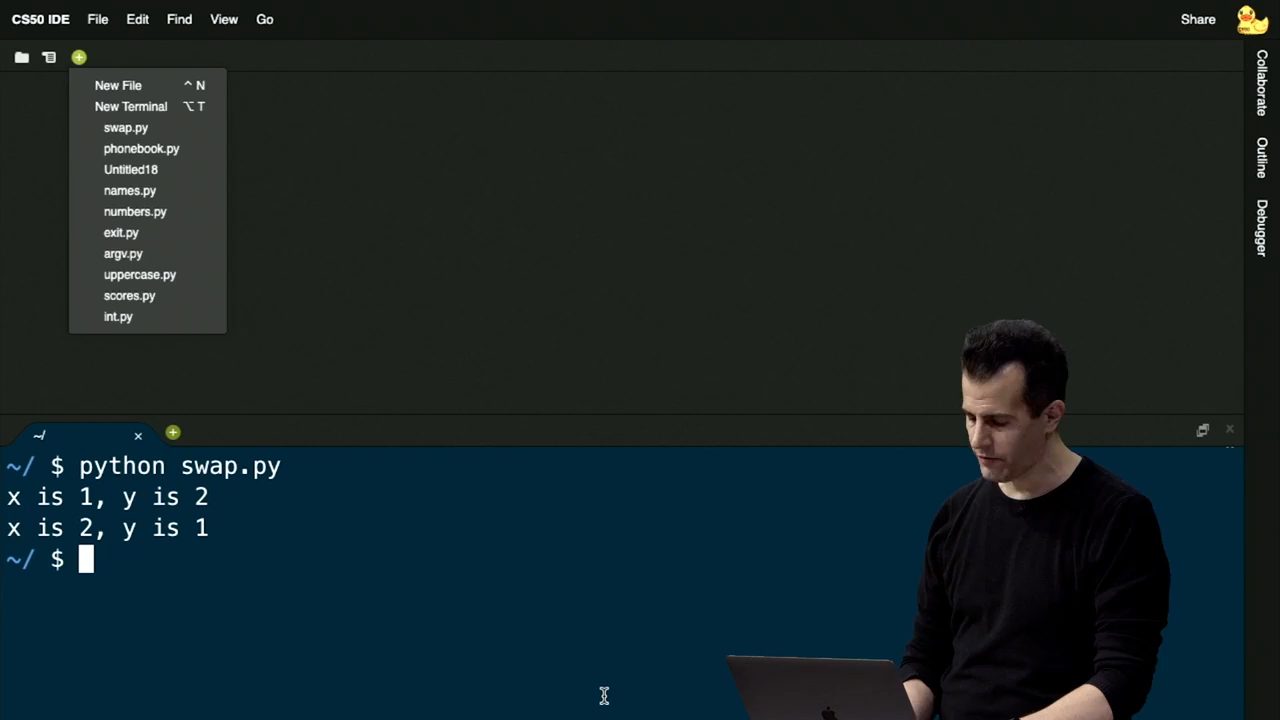 CS50 IDE File Edit Find View Go Share
New File ^ N
New Terminal ⌥ T
swap.py
phonebook.py
Untitled18
names.py
numbers.py
exit.py
argv.py
uppercase.py
scores.py
int.py
Collaborate
Outline
Debugger
~/
~/ $ python swap.py
x is 1, y is 2
x is 2, y is 1
~/ $